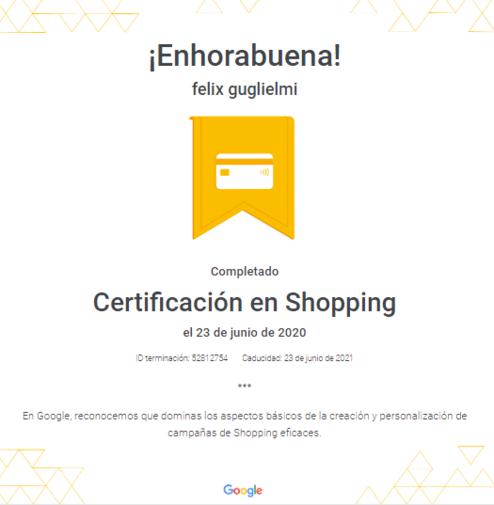 ¡Enhorabuena!
felix guglielmi
Completado
Certificación en Shopping
el 23 de junio de 2020
ID terminación: 52812754 Caducidad: 23 de junio de 2021
En Google, reconocemos que dominas los aspectos básicos de la creación y personalización de
campañas de Shopping eficaces.
Google